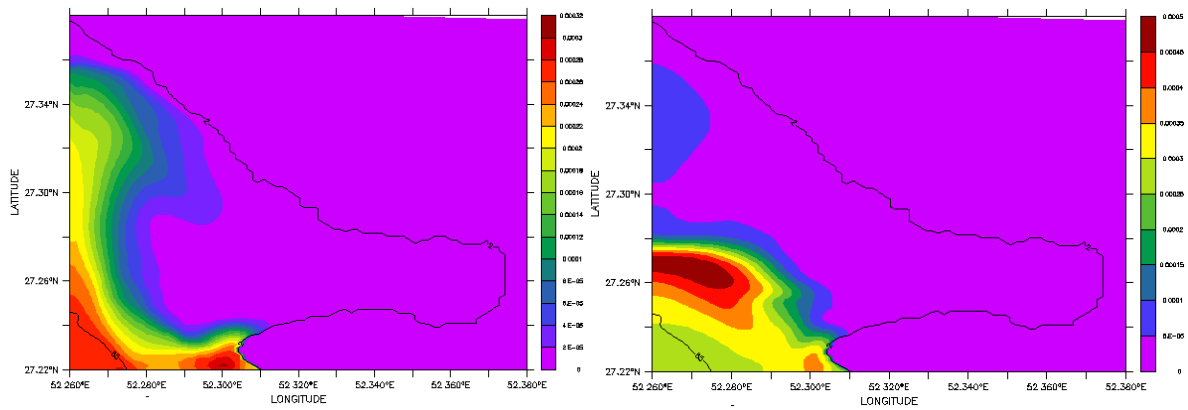 0.00032
0.0003
0.00028
0.00026
0.00024
0.00022
0.0002
0.00018
0.00016
0.00014
0.00012
0.0001
8E-05
6E-05
4E-05
2E-05
0
27.34°N
27.30°N
27.26°N
27.22°N
LATITUDE
52.260°E
52.280°E
52.300°E
52.320°E
52.340°E
52.360°E
52.380°E
LONGITUDE
0.0005
0.00045
0.0004
0.00035
0.0003
0.00025
0.0002
0.00015
0.0001
5E-05
0
27.34°N
27.30°N
27.26°N
27.22°N
LATITUDE
52.260°E
52.280°E
52.300°E
52.320°E
52.340°E
52.360°E
52.380°E
LONGITUDE